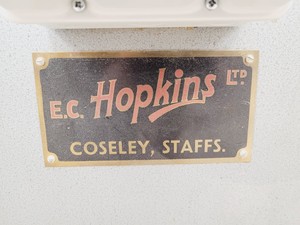 E.C. Hopkins LTD.
COSELEY, STAFFS.